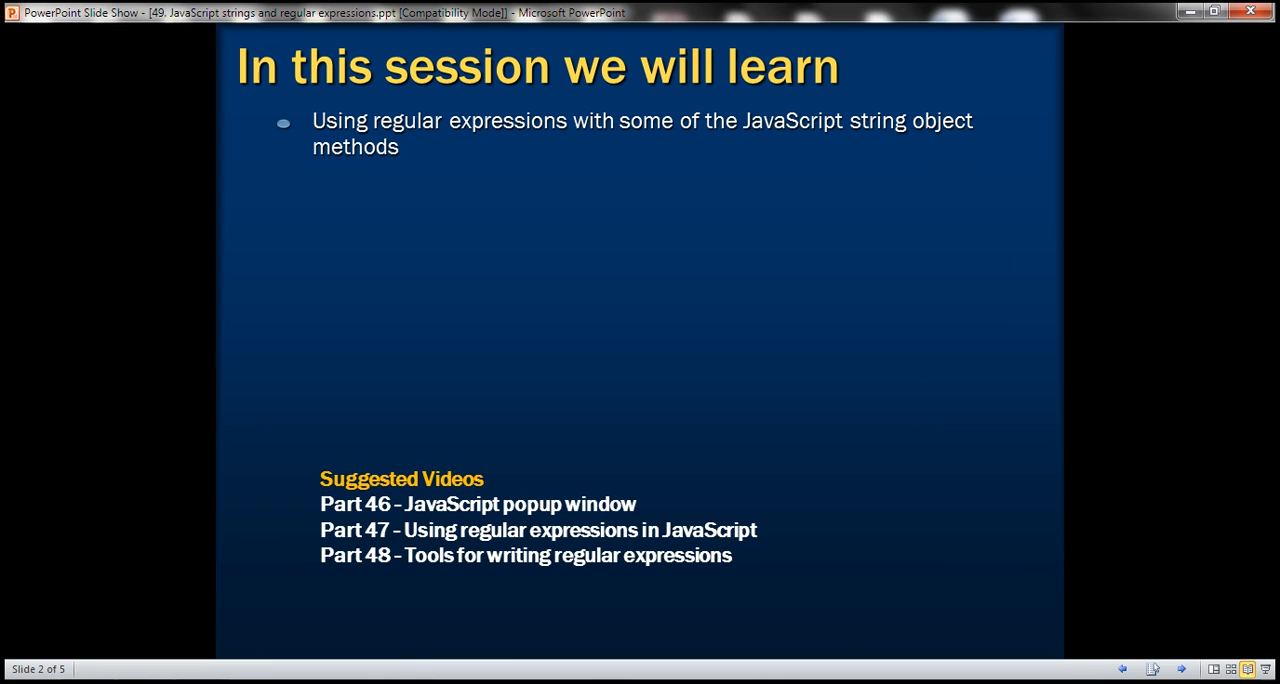 PowerPoint Slide Show - [49. JavaScript strings and regular expressions.ppt [Compatibility Mode]] - Microsoft PowerPoint
In this session we will learn
Using regular expressions with some of the JavaScript string object
methods
Suggested Videos
Part 46 - JavaScript popup window
Part 47 - Using regular expressions in JavaScript
Part 48 - Tools for writing regular expressions
Slide 2 of 5